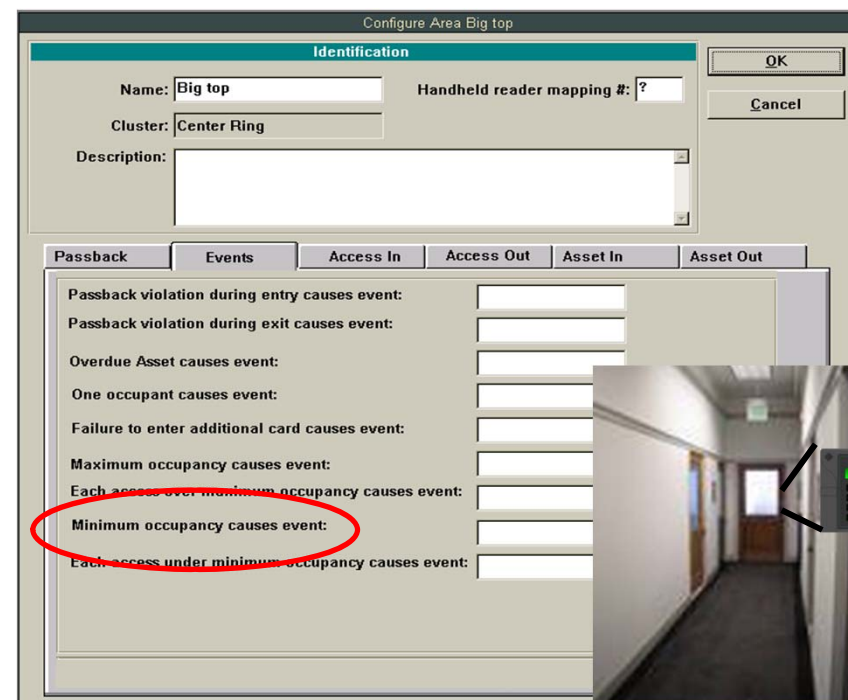 Configure Area Big top
Identification
OK
Name: Big top Handheld reader mapping #: ?
Cancel
Cluster: Center Ring
Description:
Passback Events Access In Access Out Asset In Asset Out
Passback violation during entry causes event:
Passback violation during exit causes event:
Overdue Asset causes event:
One occupant causes event:
Failure to enter additional card causes event:
Maximum occupancy causes event:
Each access over maximum occupancy causes event:
Minimum occupancy causes event:
Each access under minimum occupancy causes event: